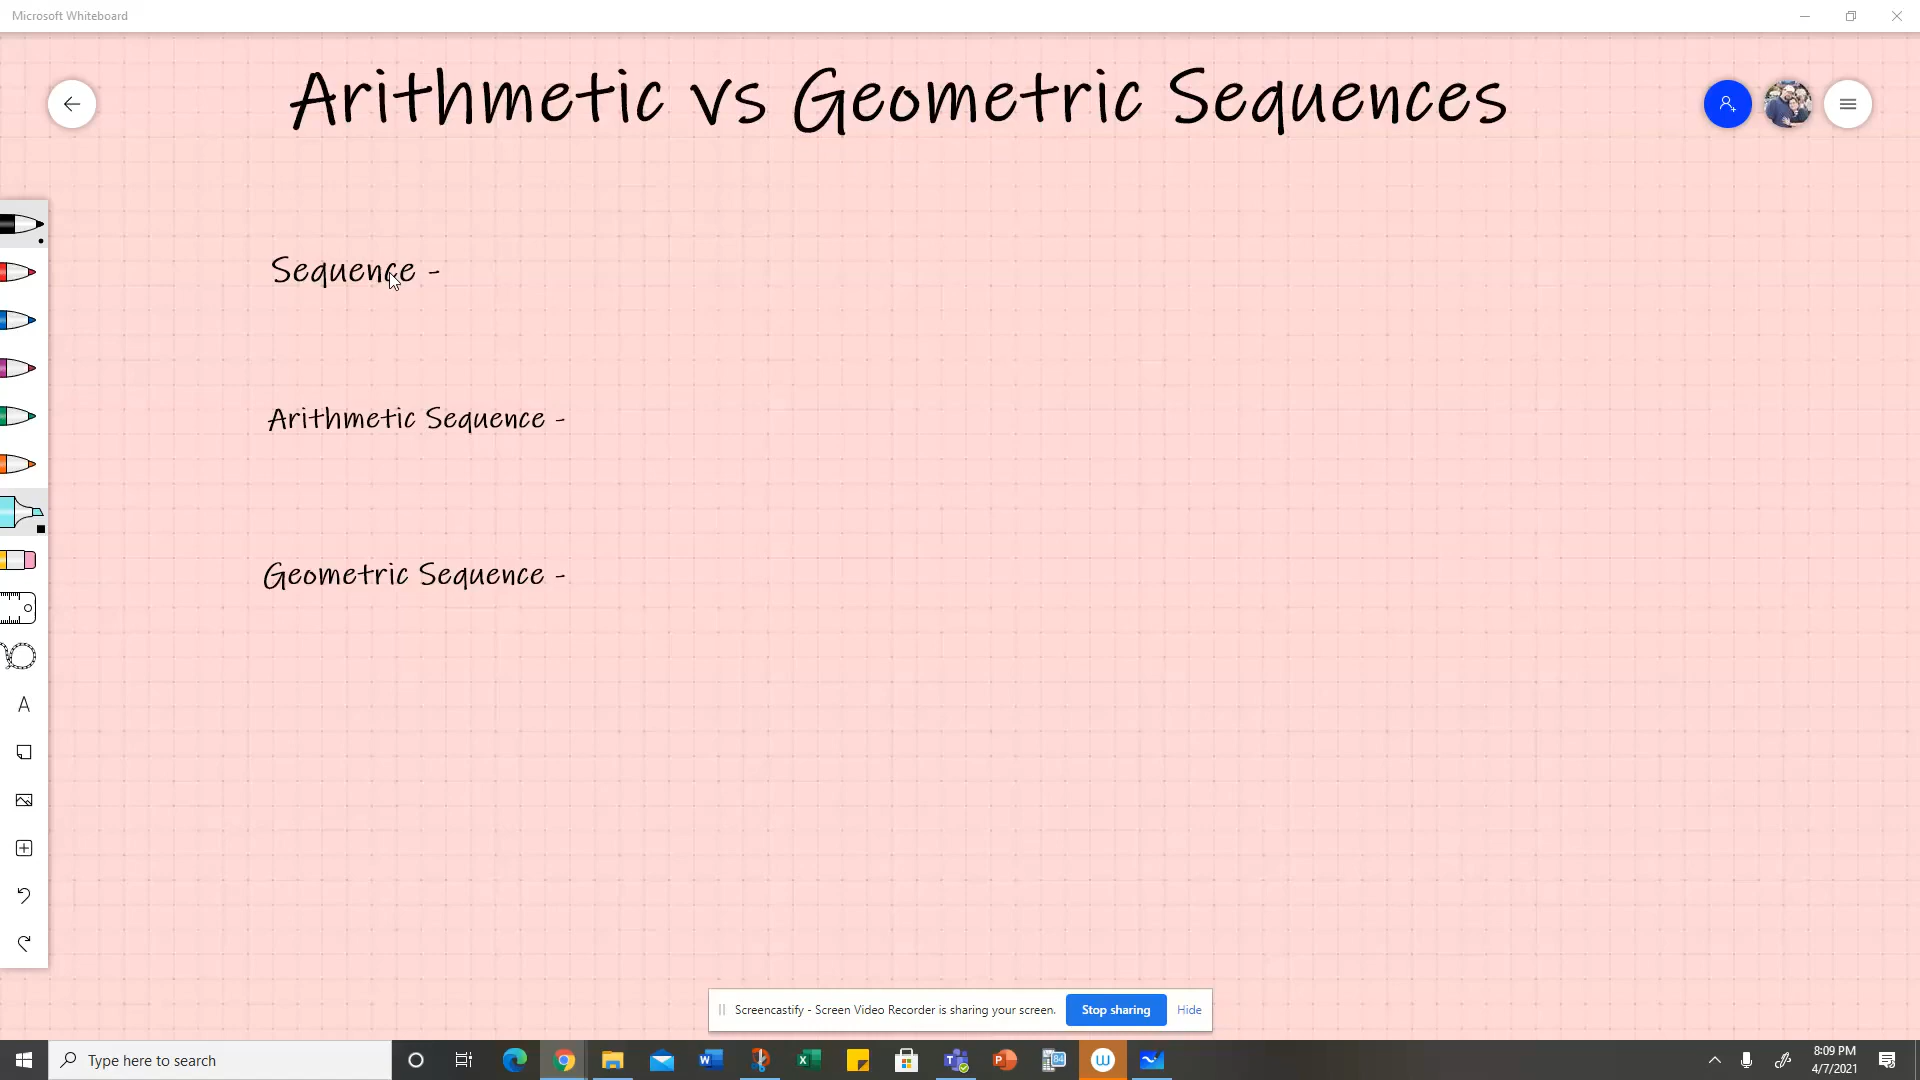 Microsoft Whiteboard
Arithmetic vs Geometric Sequences
Sequence -
Arithmetic Sequence -
Geometric Sequence -
A
Screencastify - Screen Video Recorder is sharing your screen. Stop sharing Hide
Type here to search
8:09 PM
4/7/2021